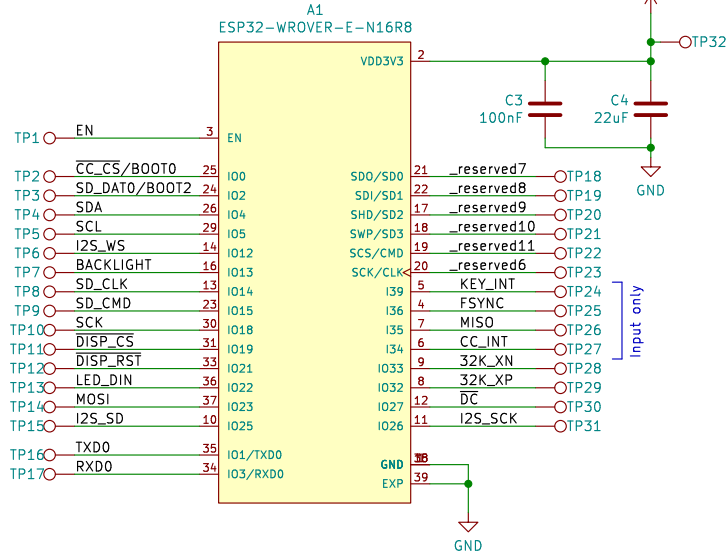 A1
ESP32-WROVER-E-N16R8
TP32
VDD3V3 2
C3
100nF
C4
22uF
GND
TP1 EN 3 EN
TP2 CC_CS/BOOT0 25 IO0
TP3 SD_DAT0/BOOT2 24 IO2
TP4 SDA 26 IO4
TP5 SCL 29 IO5
TP6 I2S_WS 14 IO12
TP7 BACKLIGHT 16 IO13
TP8 SD_CLK 13 IO14
TP9 SD_CMD 23 IO15
TP10 SCK 30 IO18
TP11 DISP_CS 31 IO19
TP12 DISP_RST 33 IO21
TP13 LED_DIN 36 IO22
TP14 MOSI 37 IO23
TP15 I2S_SD 10 IO25
TP16 TXD0 35 IO1/TXD0
TP17 RXD0 34 IO3/RXD0
SDO/SD0 21 _reserved7 TP18
SDI/SD1 22 _reserved8 TP19
SHD/SD2 17 _reserved9 TP20
SWP/SD3 18 _reserved10 TP21
SCS/CMD 19 _reserved11 TP22
SCK/CLK 20 _reserved6 TP23
I39 5 KEY_INT TP24
I36 4 FSYNC TP25
I35 7 MISO TP26
I34 6 CC_INT TP27
IO33 9 32K_XN TP28
IO32 8 32K_XP TP29
IO27 12 DC TP30
IO26 11 I2S_SCK TP31
Input only
GND
EXP 39
GND